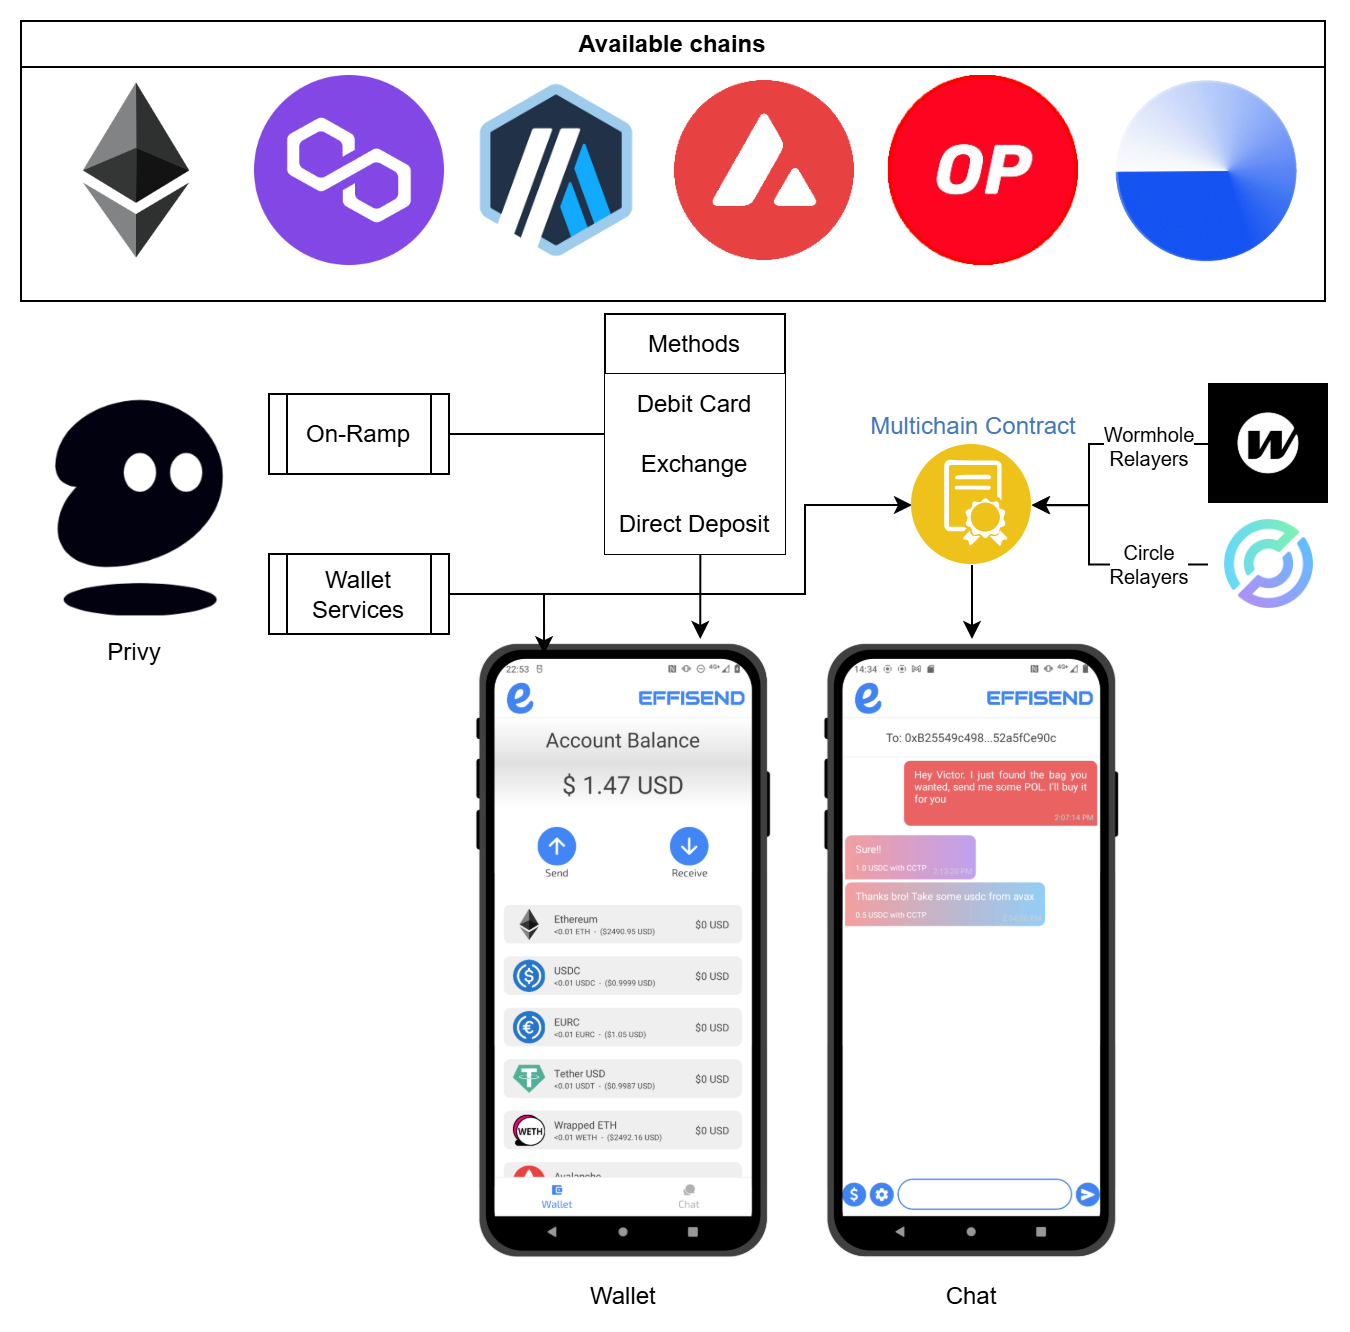 Available chains
OP
Methods
Debit Card
Exchange
Direct Deposit
On-Ramp
Wallet
Services
Privy
Multichain Contract
Wormhole
Relayers
W
Circle
Relayers
22:53
4G+
e
EFFISEND
Account Balance
$ 1.47 USD
Send
Receive
Ethereum
<0.01 ETH - ($2490.95 USD)
$0 USD
USDC
<0.01 USDC - ($0.9999 USD)
$0 USD
EURC
<0.01 EURC - ($1.05 USD)
$0 USD
Tether USD
<0.01 USDT - ($0.9987 USD)
$0 USD
WETH
Wrapped ETH
<0.01 WETH - ($2492.16 USD)
$0 USD
Avalanche
Wallet
Chat
Wallet
14:34
4G+
e
EFFISEND
To: 0xB25549c498...52a5fCe90c
Hey Victor. I just found the bag you
wanted, send me some POL. I'll buy it
for you
2:07:14 PM
Sure!!
1.0 USDC with CCTP
Thanks bro! Take some usdc from avax
0.5 USDC with CCTP
Chat